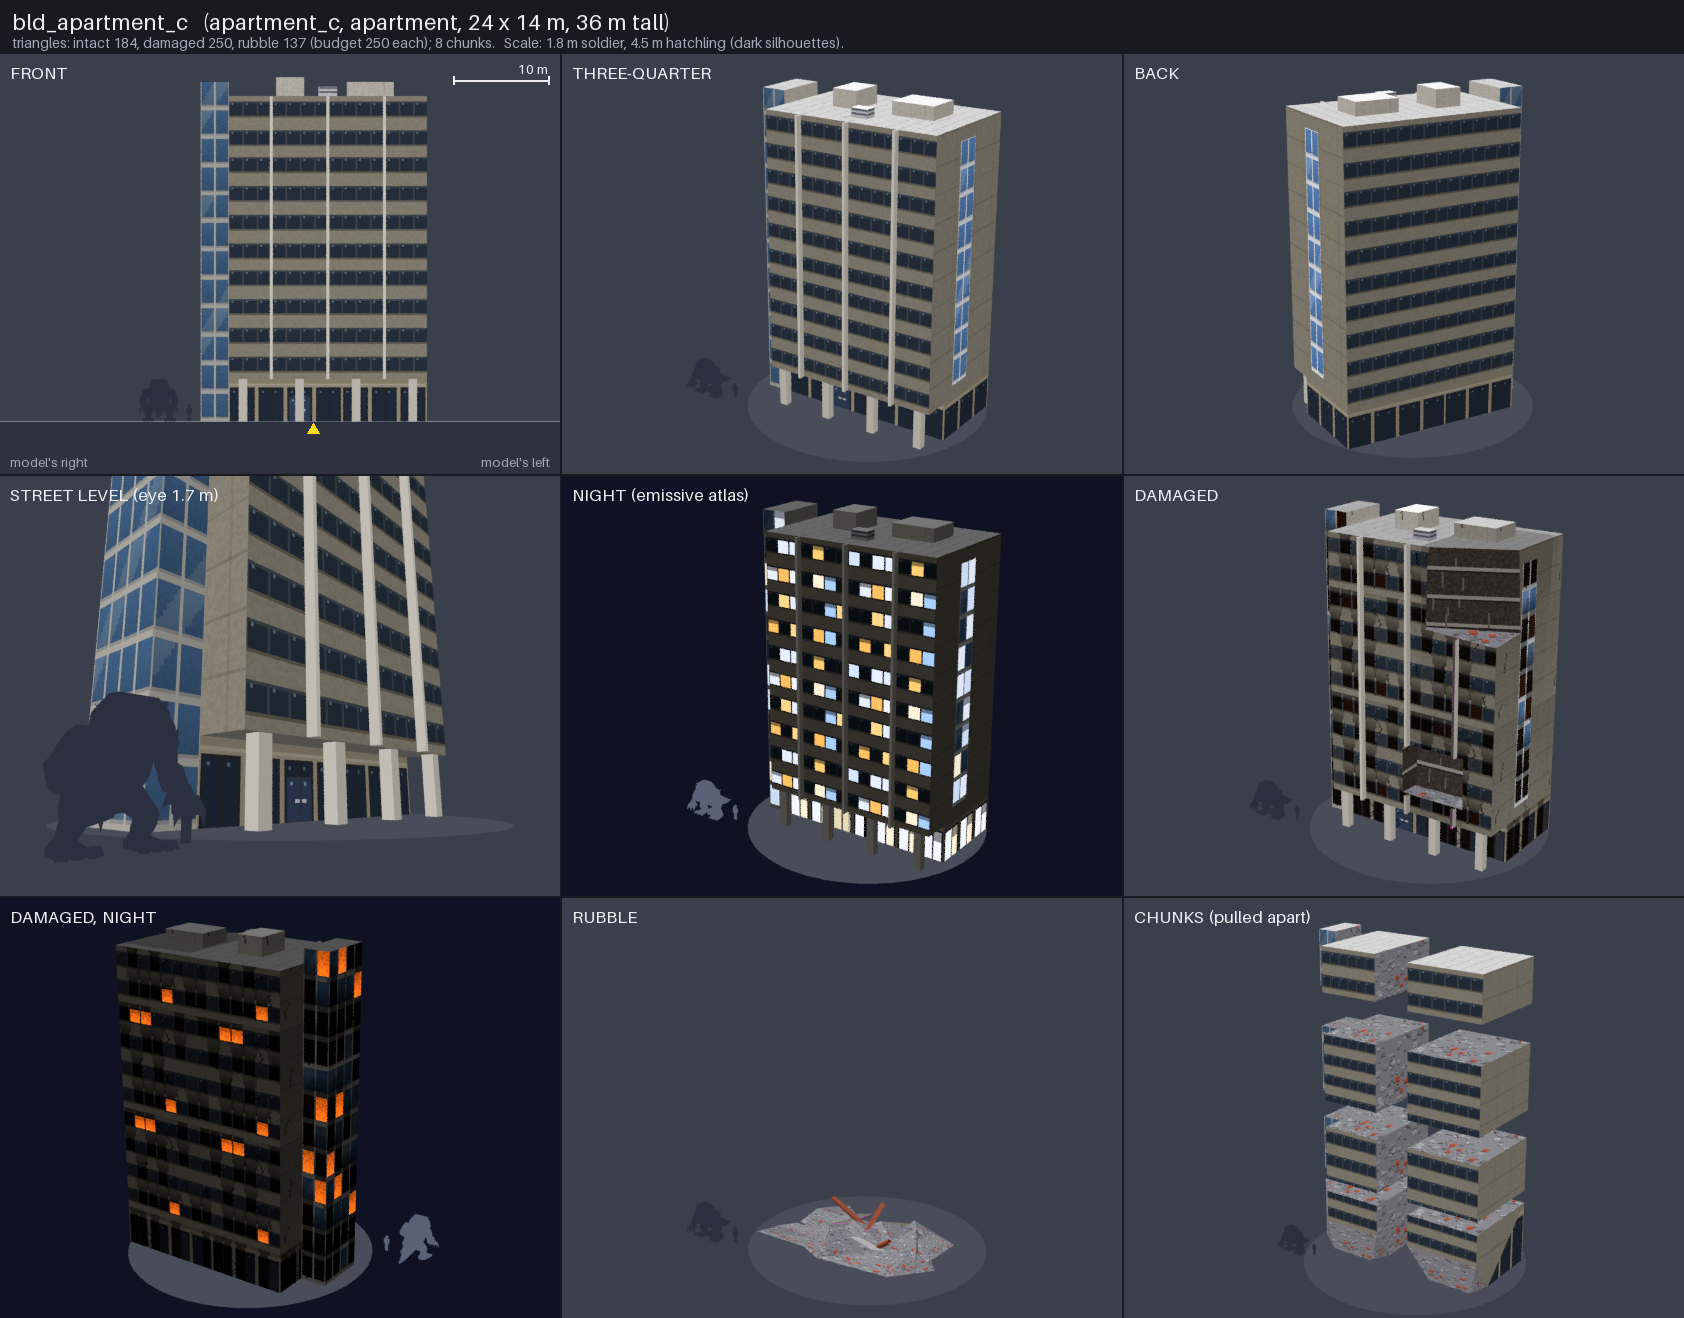 bld_apartment_c (apartment_c, apartment, 24 x 14 m, 36 m tall)
triangles: intact 184, damaged 250, rubble 137 (budget 250 each); 8 chunks. Scale: 1.8 m soldier, 4.5 m hatchling (dark silhouettes).
FRONT
10 m
model's right
model's left
THREE-QUARTER
BACK
STREET LEVEL (eye 1.7 m)
NIGHT (emissive atlas)
DAMAGED
DAMAGED, NIGHT
RUBBLE
CHUNKS (pulled apart)